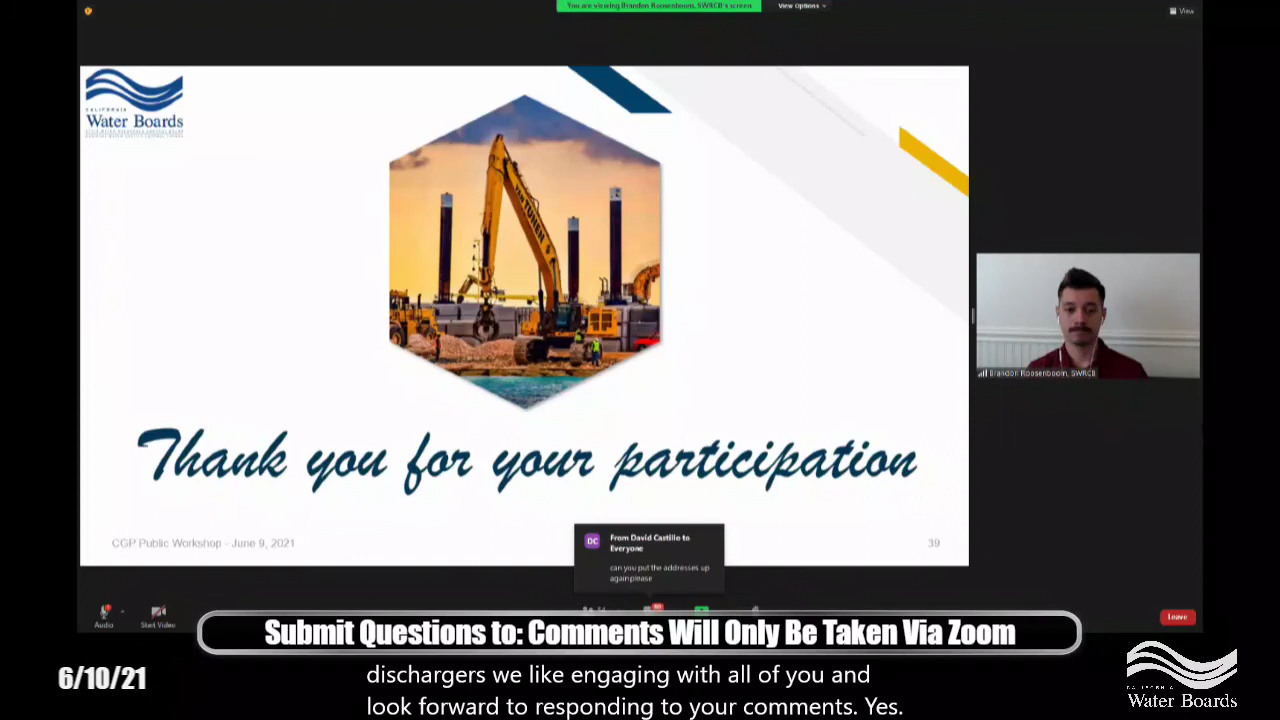 You are viewing Brandon Roosenboom, SWRCB's screen
View Options
View
CALIFORNIA
Water Boards
TUHEN
Thank you for your participation
CGP Public Workshop - June 9, 2021
39
Brandon Roosenboom, SWRCB
DC
From David Castillo to
Everyone
can you put the addresses up
again please
Audio
Start Video
Leave
Submit Questions to: Comments Will Only Be Taken Via Zoom
6/10/21
dischargers we like engaging with all of you and
look forward to responding to your comments. Yes.
CALIFORNIA
Water Boards